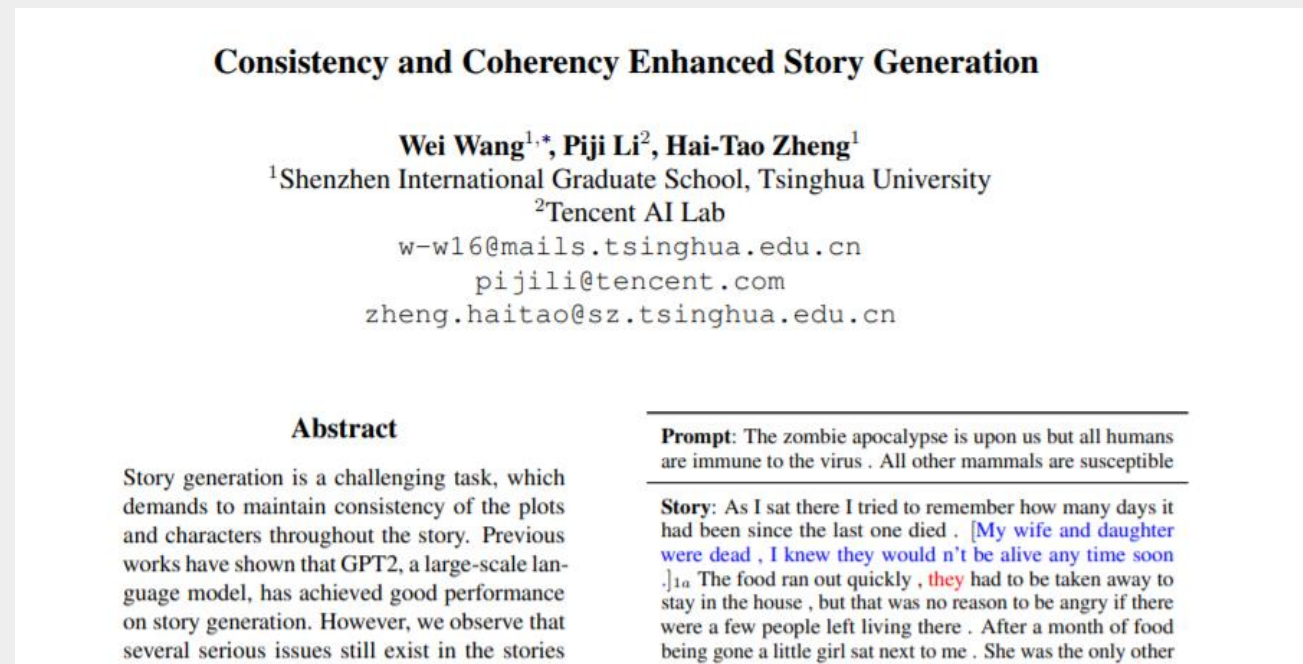 Consistency and Coherency Enhanced Story Generation
Wei Wang1,*, Piji Li2, Hai-Tao Zheng1
1Shenzhen International Graduate School, Tsinghua University
2Tencent AI Lab
w-w16@mails.tsinghua.edu.cn
pijili@tencent.com
zheng.haitao@sz.tsinghua.edu.cn
Abstract
Story generation is a challenging task, which
demands to maintain consistency of the plots
and characters throughout the story. Previous
works have shown that GPT2, a large-scale lan-
guage model, has achieved good performance
on story generation. However, we observe that
several serious issues still exist in the stories
Prompt: The zombie apocalypse is upon us but all humans
are immune to the virus . All other mammals are susceptible
Story: As I sat there I tried to remember how many days it
had been since the last one died . [My wife and daughter
were dead , I knew they would n't be alive any time soon
.]1a The food ran out quickly , they had to be taken away to
stay in the house , but that was no reason to be angry if there
were a few people left living there . After a month of food
being gone a little girl sat next to me . She was the only other